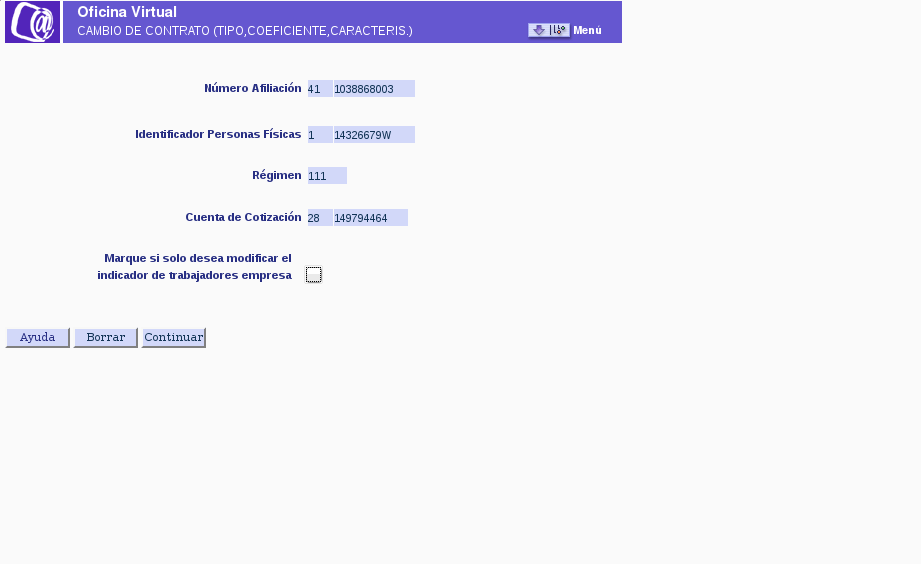 Oficina Virtual
CAMBIO DE CONTRATO (TIPO,COEFICIENTE,CARACTERIS.)
Menú
Número Afiliación 41 1038868003
Identificador Personas Físicas 1 14326679W
Régimen 111
Cuenta de Cotización 28 149794464
Marque si solo desea modificar el
indicador de trabajadores empresa
Ayuda Borrar Continuar